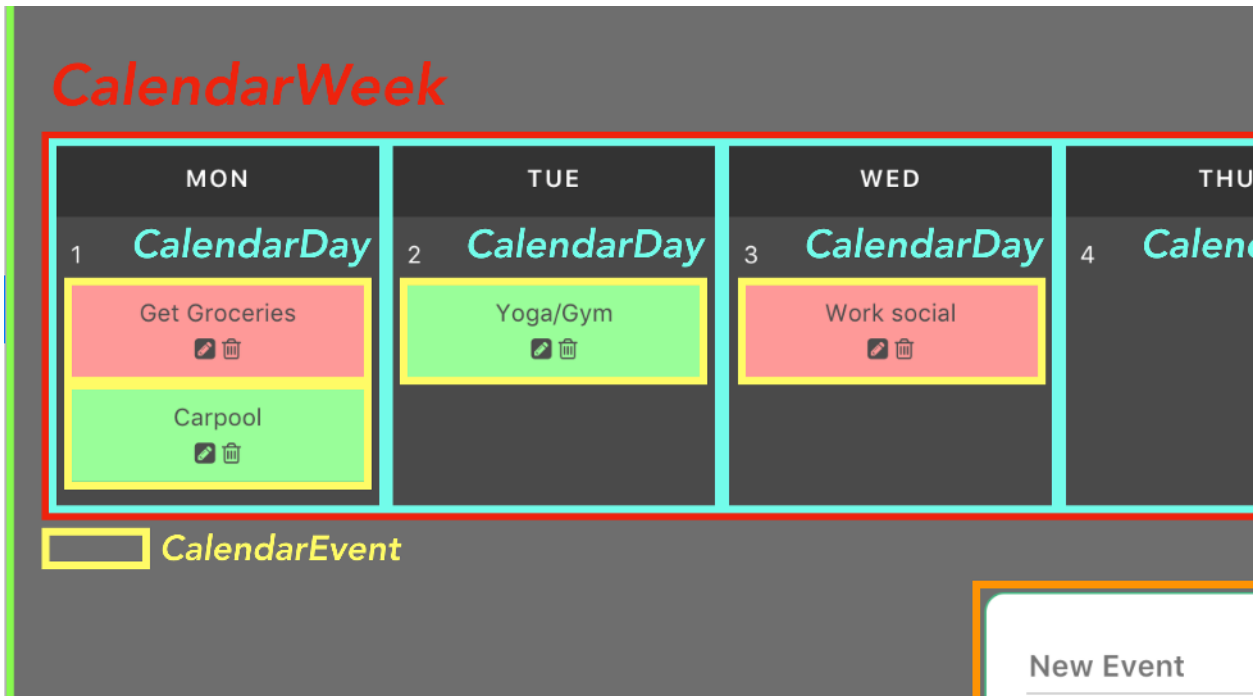 CalendarWeek
MON TUE WED THU
1 CalendarDay 2 CalendarDay 3 CalendarDay 4
Get Groceries Yoga/Gym Work social
Carpool
CalendarEvent
New Event